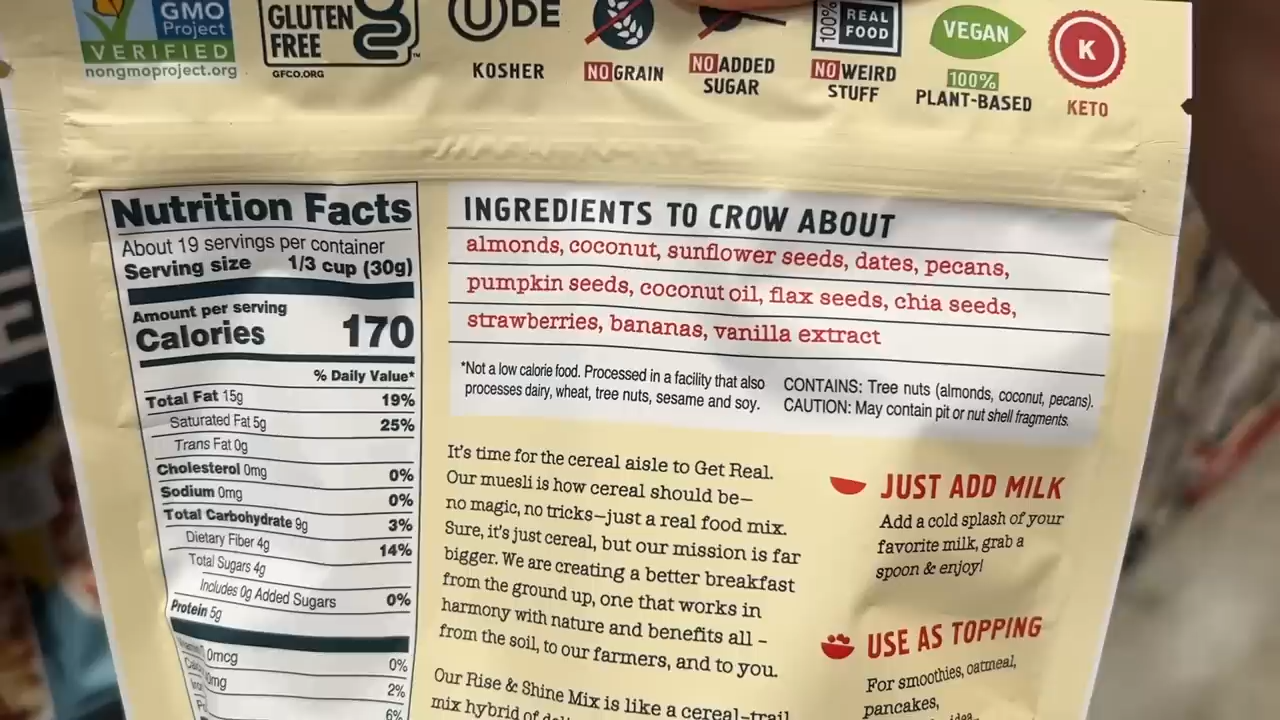 GMO
Project
VERIFIED
nongmoproject.org
GLUTEN
FREE
GFCO.ORG
U DE
KOSHER
NO GRAIN
NO ADDED
SUGAR
100%
REAL
FOOD
NO WEIRD
STUFF
VEGAN
100%
PLANT-BASED
K
KETO
Nutrition Facts
About 19 servings per container
Serving size 1/3 cup (30g)
Amount per serving
Calories 170
% Daily Value*
Total Fat 15g 19%
Saturated Fat 5g 25%
Trans Fat 0g
Cholesterol 0mg 0%
Sodium 0mg 0%
Total Carbohydrate 9g 3%
Dietary Fiber 4g 14%
Total Sugars 4g
Includes 0g Added Sugars 0%
Protein 5g
0mcg 0%
0mg 2%
6%
INGREDIENTS TO CROW ABOUT
almonds, coconut, sunflower seeds, dates, pecans,
pumpkin seeds, coconut oil, flax seeds, chia seeds,
strawberries, bananas, vanilla extract
*Not a low calorie food. Processed in a facility that also
processes dairy, wheat, tree nuts, sesame and soy.
CONTAINS: Tree nuts (almonds, coconut, pecans).
CAUTION: May contain pit or nut shell fragments.
It's time for the cereal aisle to Get Real.
Our muesli is how cereal should be—
no magic, no tricks—just a real food mix.
Sure, it's just cereal, but our mission is far
bigger. We are creating a better breakfast
from the ground up, one that works in
harmony with nature and benefits all –
from the soil, to our farmers, and to you.
Our Rise & Shine Mix is like a cereal-trail
mix hybrid of
JUST ADD MILK
Add a cold splash of your
favorite milk, grab a
spoon & enjoy!
USE AS TOPPING
For smoothies, oatmeal,
pancakes,